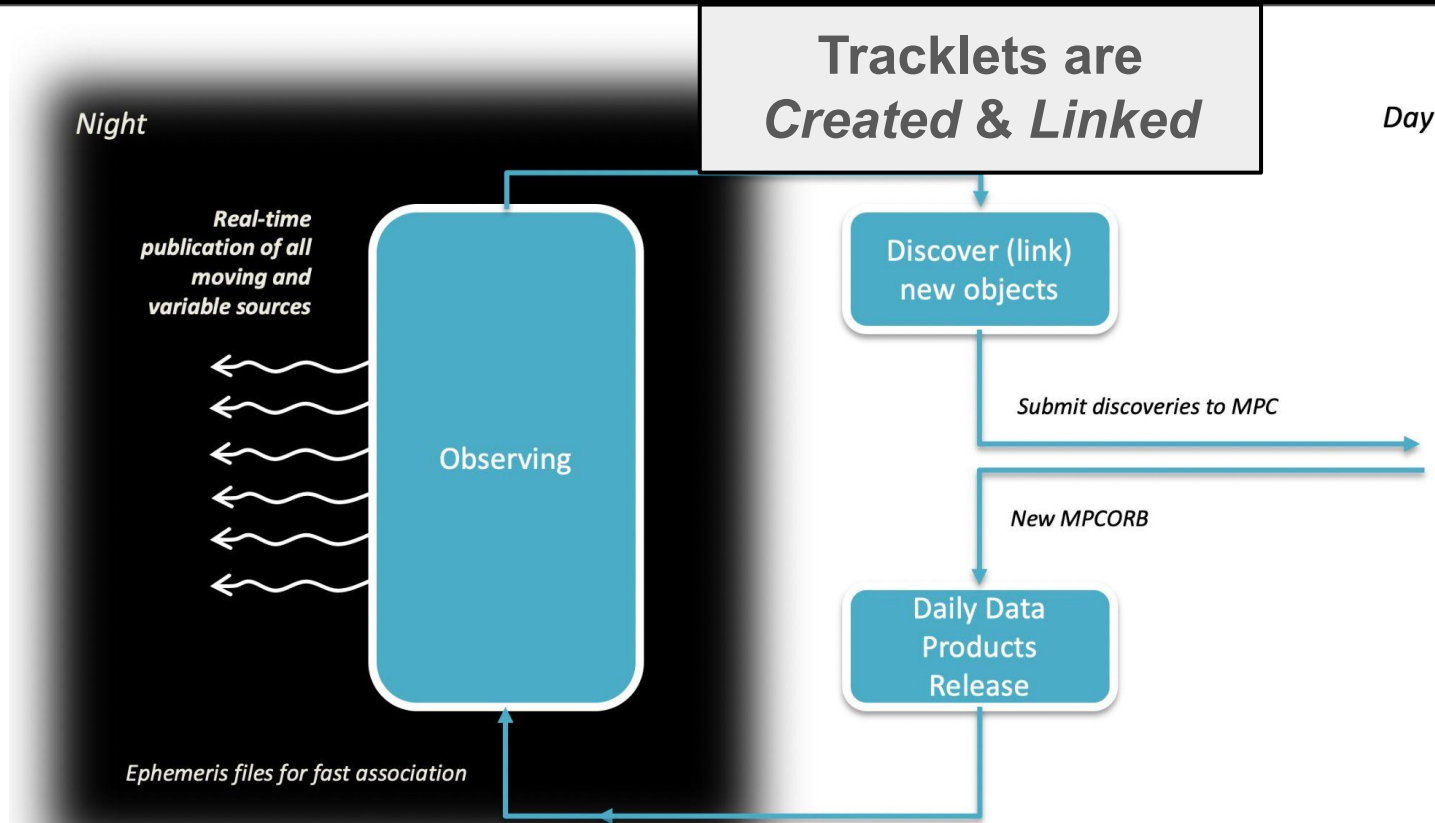 Tracklets are
Created & Linked
Night
Day
Real-time
publication of all
moving and
variable sources
Discover (link)
new objects
Observing
Submit discoveries to MPC
New MPCORB
Daily Data
Products
Release
Ephemeris files for fast association